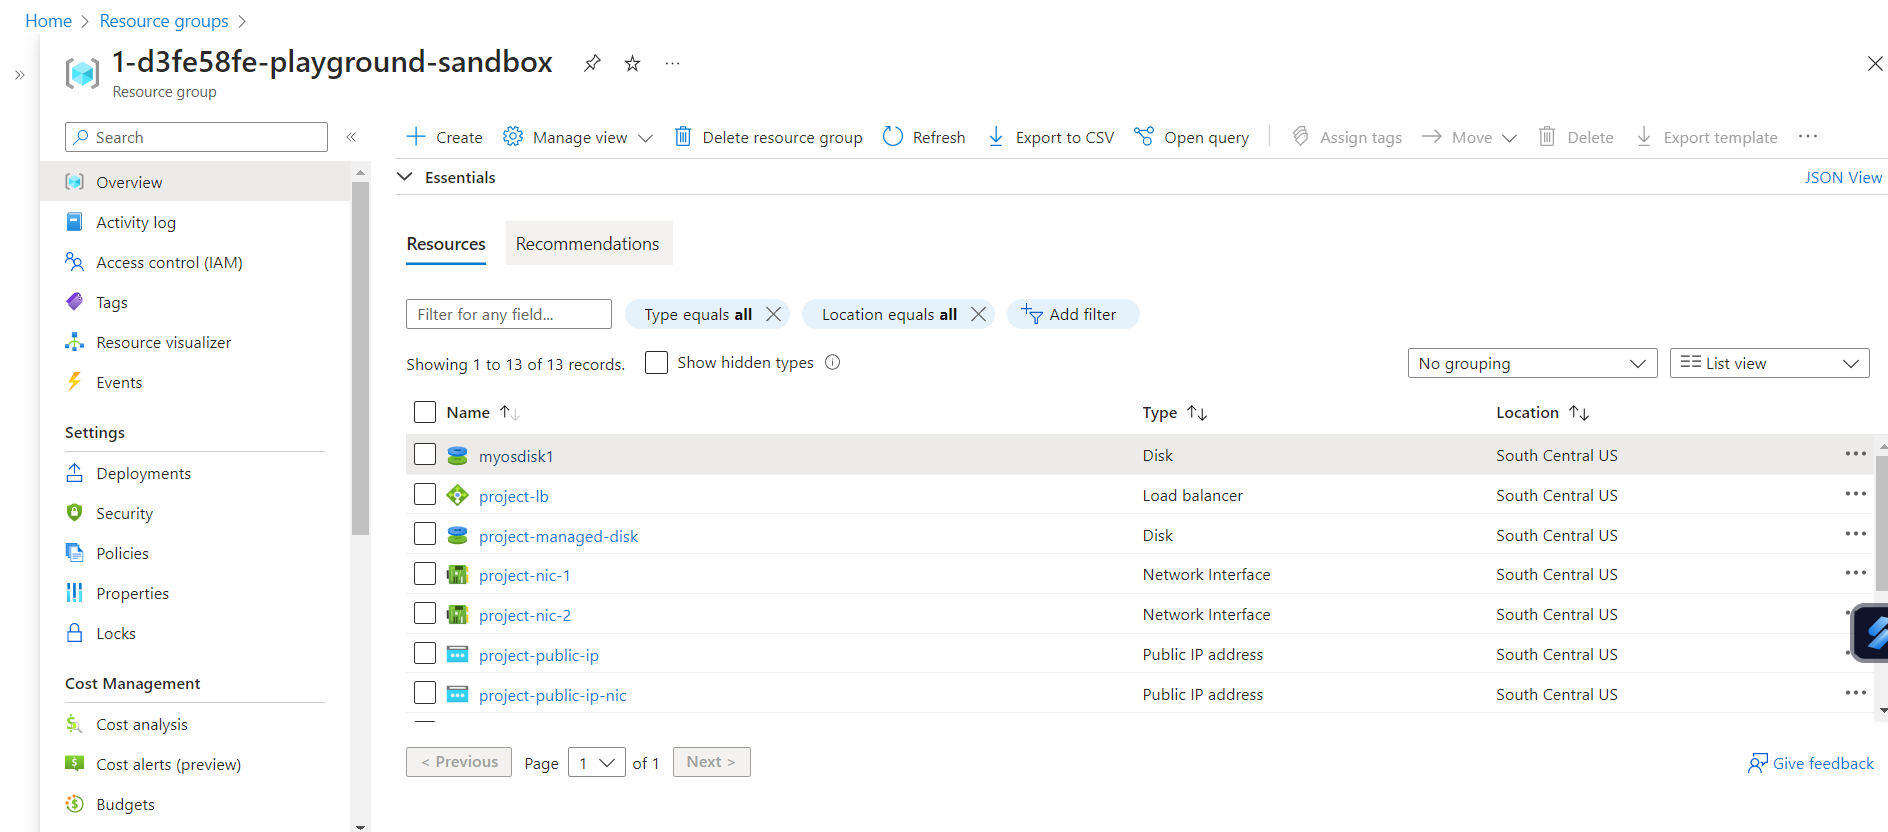 Home > Resource groups >
1-d3fe58fe-playground-sandbox
Resource group
Search
Overview
Activity log
Access control (IAM)
Tags
Resource visualizer
Events
Settings
Deployments
Security
Policies
Properties
Locks
Cost Management
Cost analysis
Cost alerts (preview)
Budgets
Create Manage view Delete resource group Refresh Export to CSV Open query Assign tags Move Delete Export template
Essentials JSON View
Resources Recommendations
Filter for any field... Type equals all Location equals all Add filter
Showing 1 to 13 of 13 records. Show hidden types No grouping List view
Name Type Location
myosdisk1 Disk South Central US
project-lb Load balancer South Central US
project-managed-disk Disk South Central US
project-nic-1 Network Interface South Central US
project-nic-2 Network Interface South Central US
project-public-ip Public IP address South Central US
project-public-ip-nic Public IP address South Central US
< Previous Page 1 of 1 Next > Give feedback